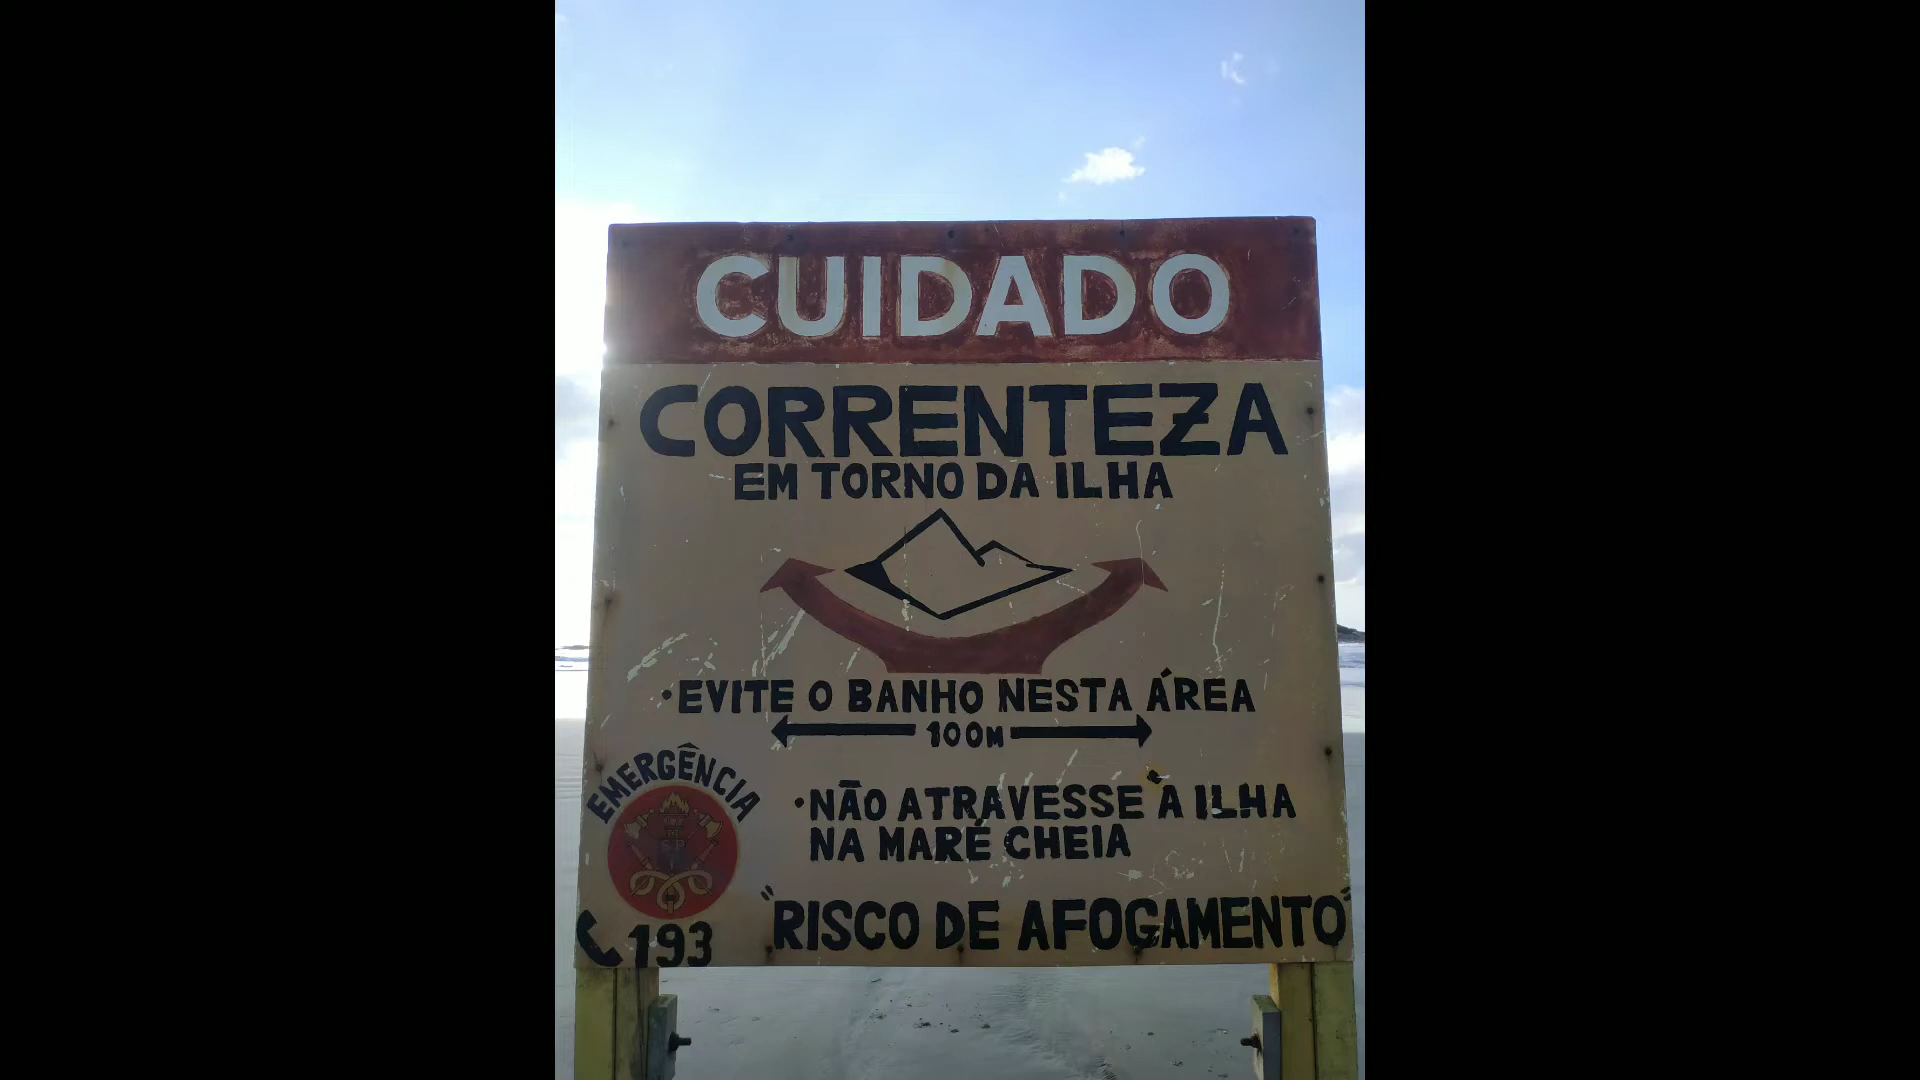 CUIDADO
CORRENTEZA
EM TORNO DA ILHA
•EVITE O BANHO NESTA ÁREA
100M
EMERGÊNCIA
•NÃO ATRAVESSE À ILHA
NA MARÉ CHEIA
SP
193
"RISCO DE AFOGAMENTO"